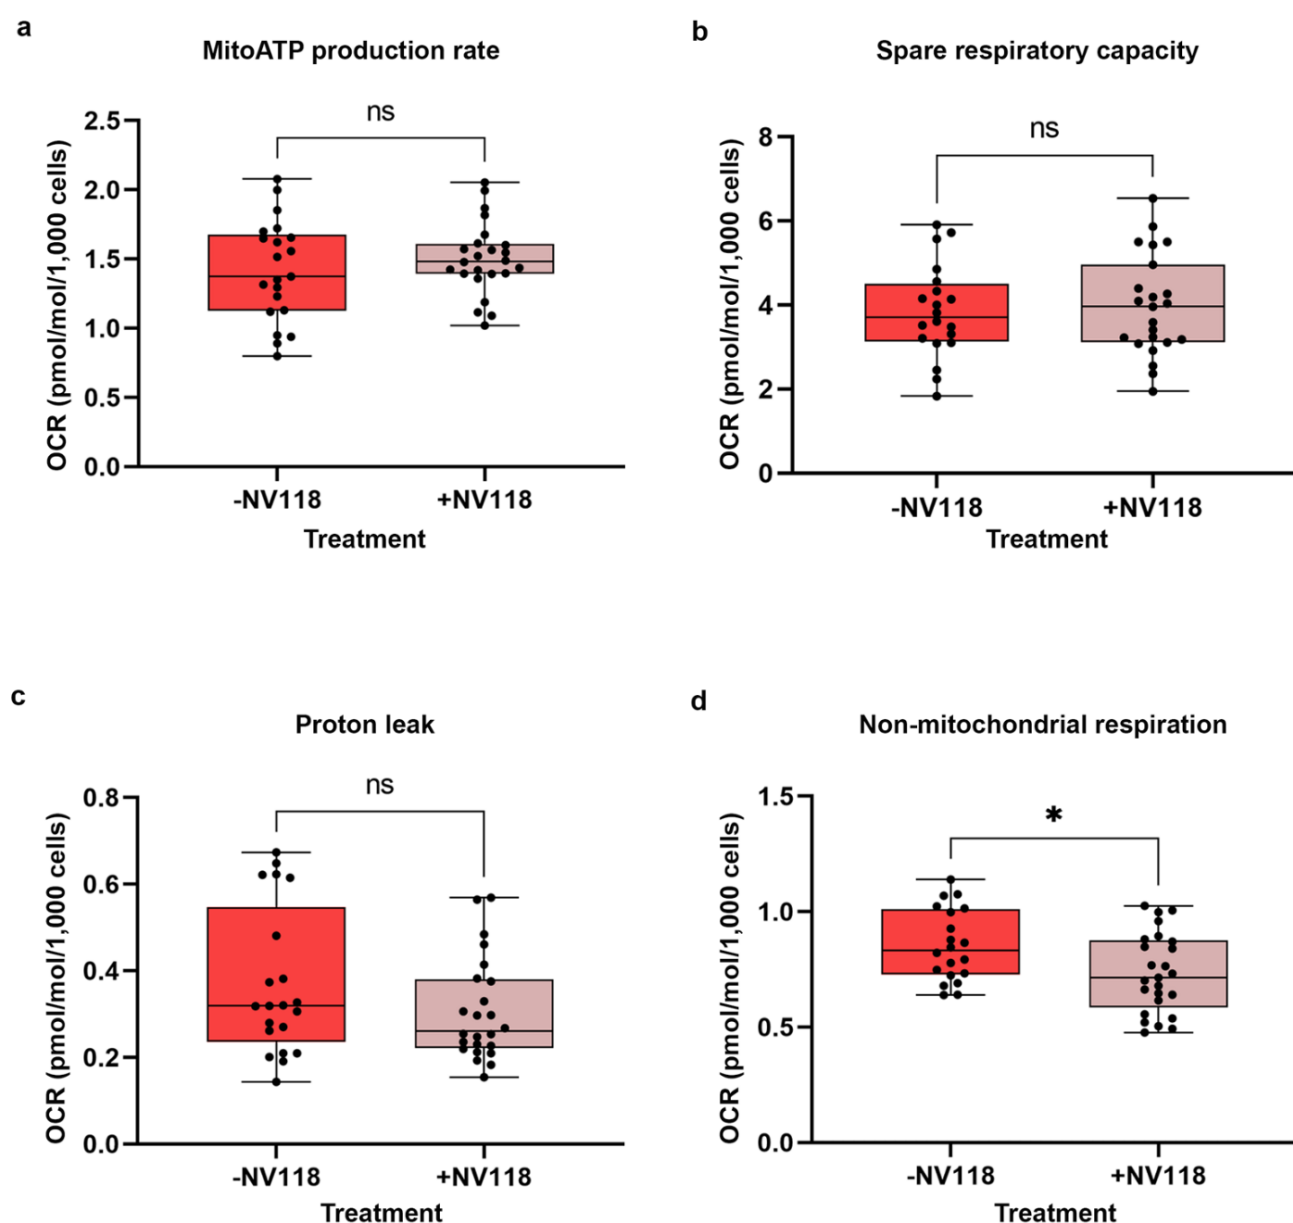 a
MitoATP production rate
ns
OCR (pmol/mol/1,000 cells)
2.5
2.0
1.5
1.0
0.5
0.0
-NV118
+NV118
Treatment
b
Spare respiratory capacity
ns
OCR (pmol/mol/1,000 cells)
8
6
4
2
0
-NV118
+NV118
Treatment
c
Proton leak
ns
OCR (pmol/mol/1,000 cells)
0.8
0.6
0.4
0.2
0.0
-NV118
+NV118
Treatment
d
Non-mitochondrial respiration
*
OCR (pmol/mol/1,000 cells)
1.5
1.0
0.5
0.0
-NV118
+NV118
Treatment